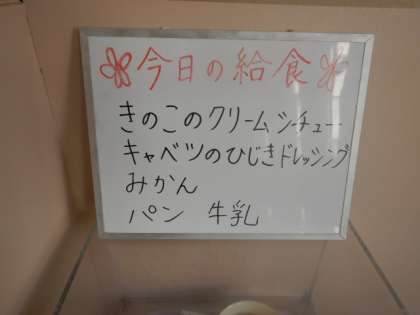 今日の給食
きのこのクリームシチュー
キャベツのひじきドレッシング
みかん
パン 牛乳